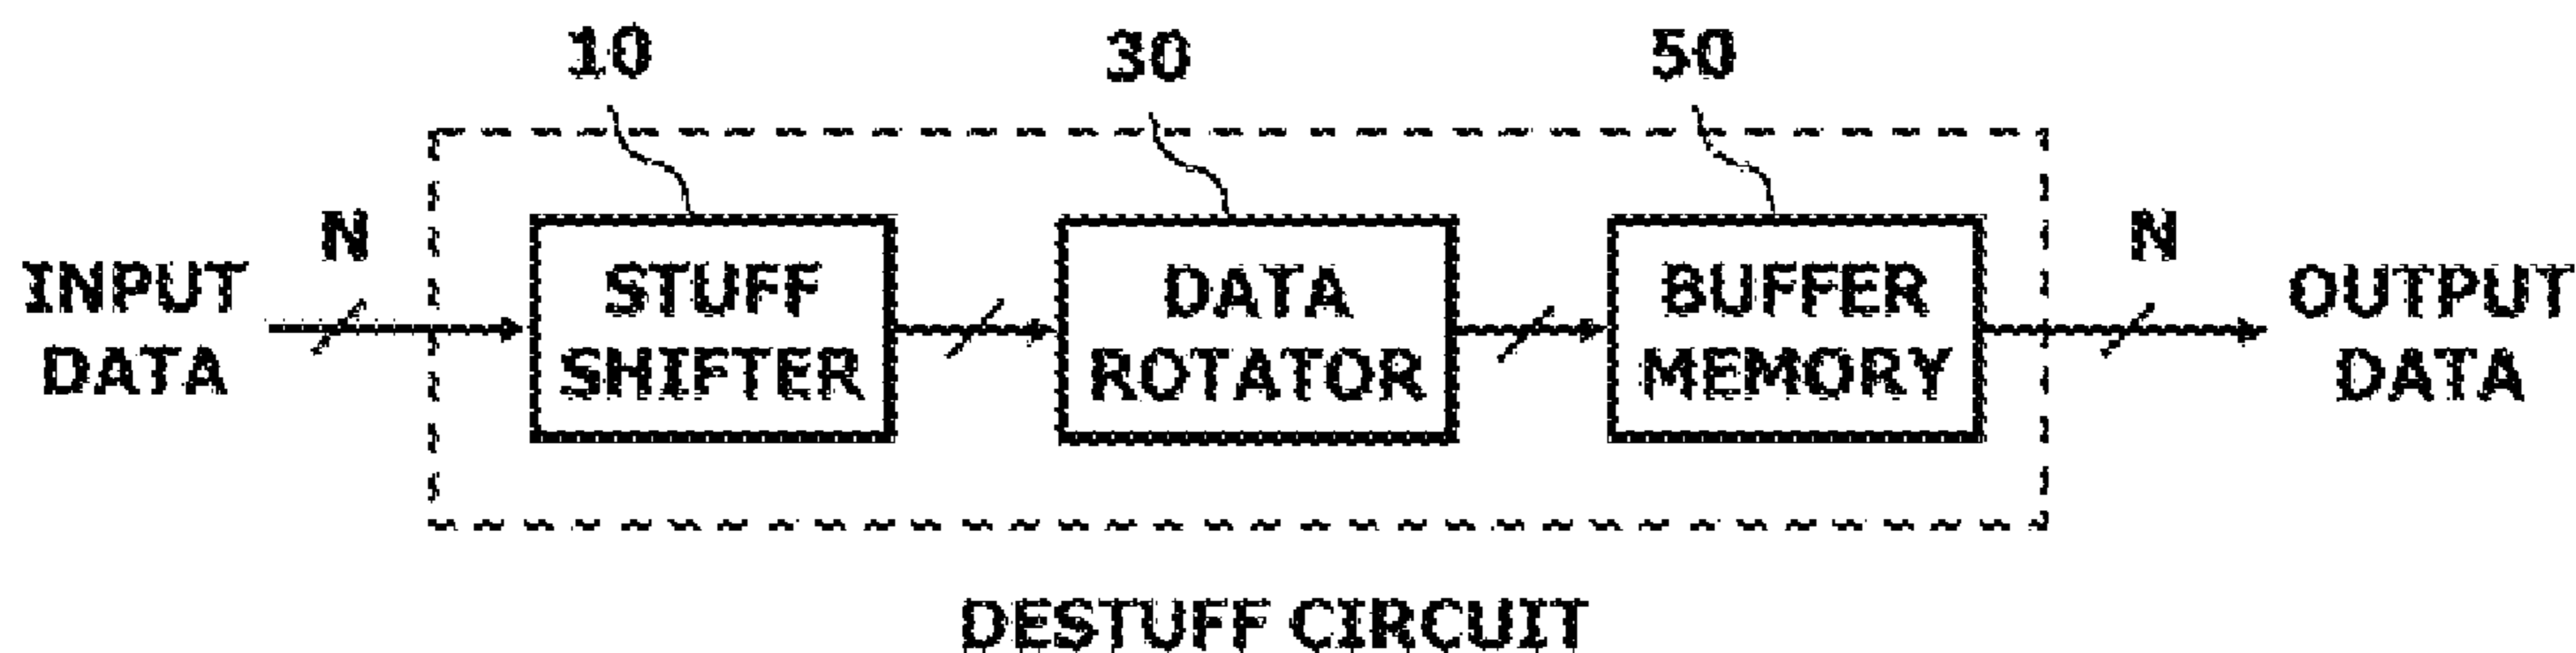 10
30
50
N
N
INPUT
DATA
STUFF
SHIFTER
DATA
ROTATOR
BUFFER
MEMORY
OUTPUT
DATA
DESTUFF CIRCUIT